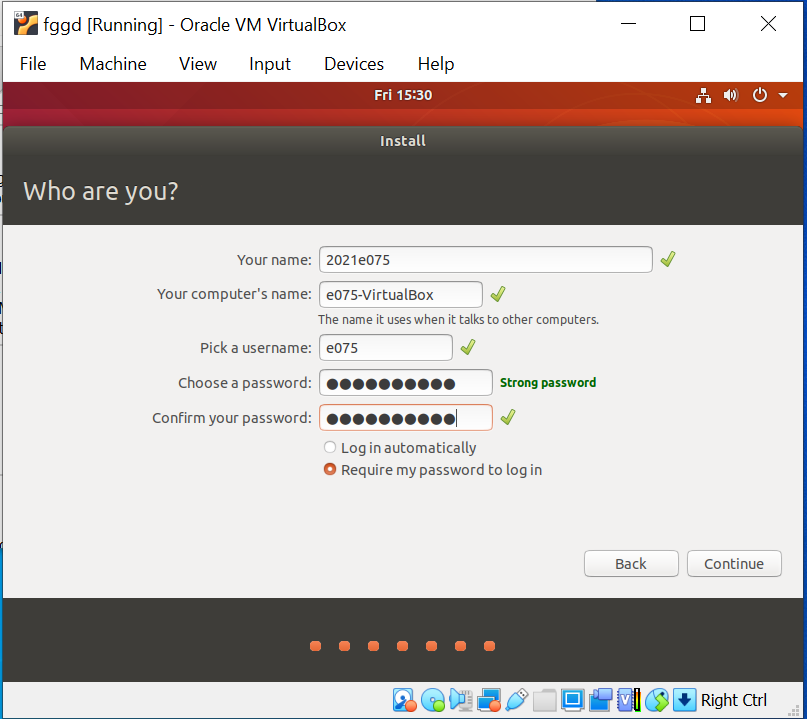 fggd [Running] - Oracle VM VirtualBox
File Machine View Input Devices Help
Fri 15:30
Install
Who are you?
Your name: 2021e075
Your computer's name: e075-VirtualBox
The name it uses when it talks to other computers.
Pick a username: e075
Choose a password: ●●●●●●●●●● Strong password
Confirm your password: ●●●●●●●●●●
Log in automatically
Require my password to log in
Back Continue
Right Ctrl